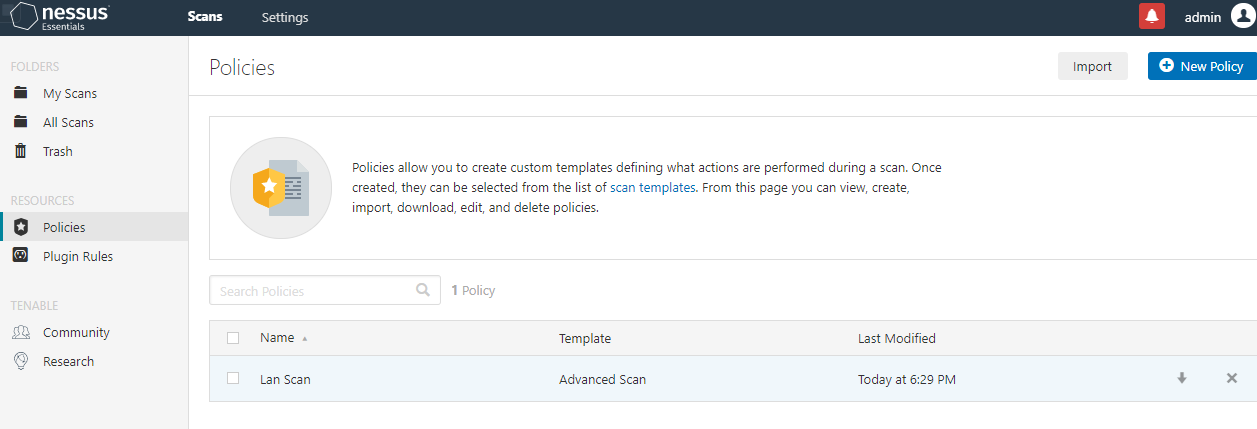 nessus
Essentials
Scans
Settings
admin
FOLDERS
My Scans
All Scans
Trash
RESOURCES
Policies
Plugin Rules
TENABLE
Community
Research
Policies
Import
New Policy
Policies allow you to create custom templates defining what actions are performed during a scan. Once
created, they can be selected from the list of scan templates. From this page you can view, create,
import, download, edit, and delete policies.
Search Policies
1 Policy
Name Template Last Modified
Lan Scan Advanced Scan Today at 6:29 PM